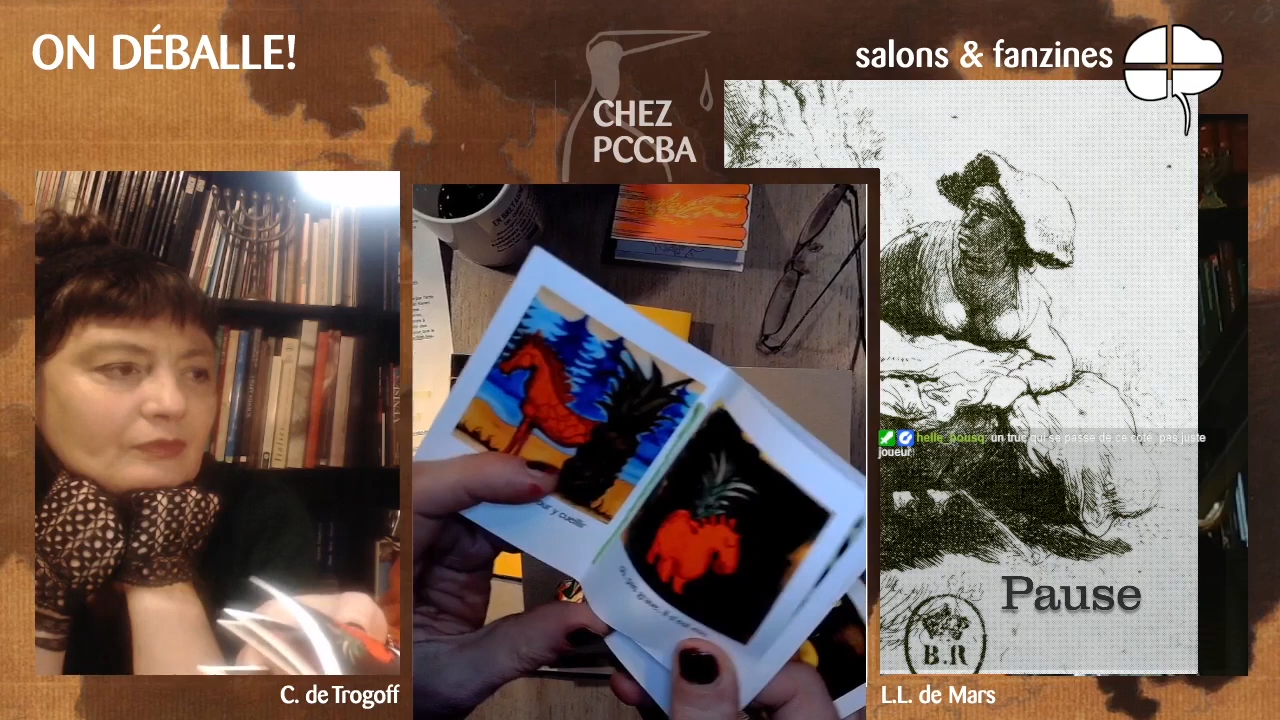 ON DÉBALLE!
salons & fanzines
CHEZ
PCCBA
helle_bousq: un truc qui se passe de ce coté, pas juste
joueur
Pause
B.R
C. de Trogoff
L.L. de Mars